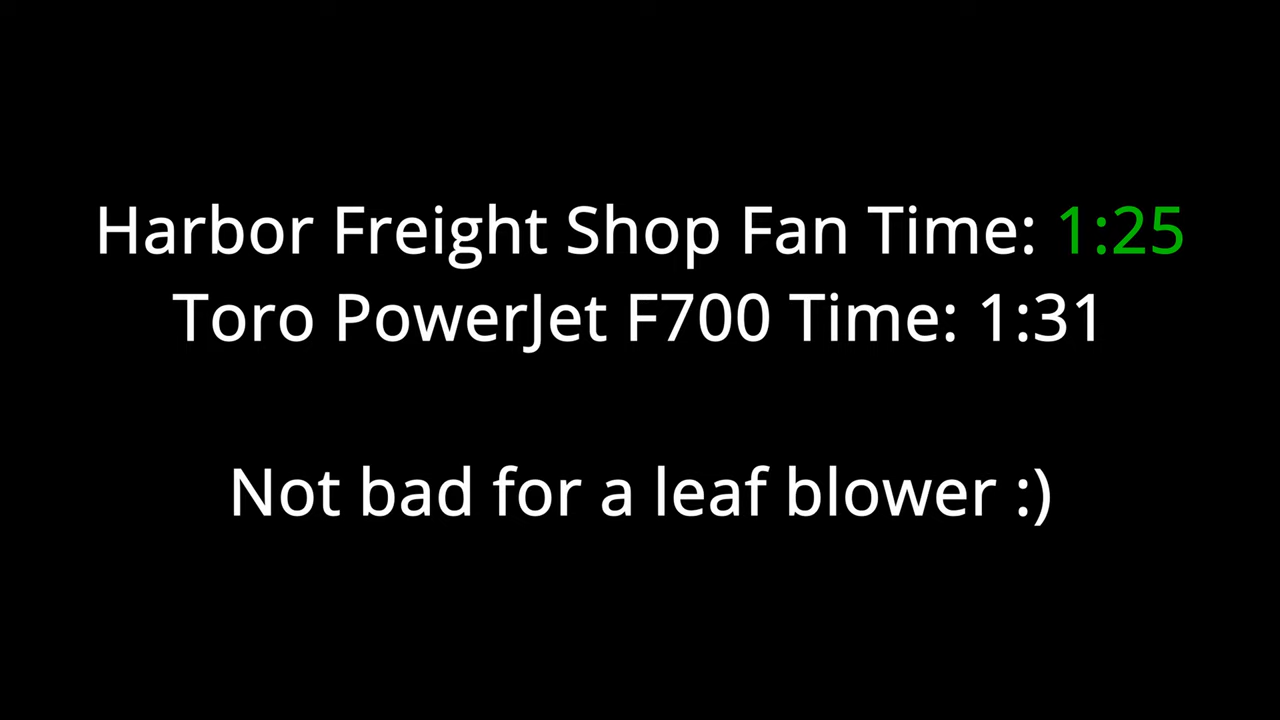 Harbor Freight Shop Fan Time: 1:25
Toro PowerJet F700 Time: 1:31
Not bad for a leaf blower :)